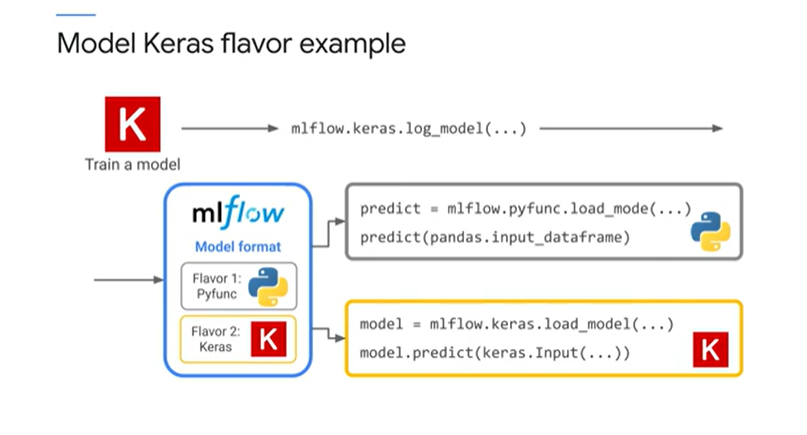 Model Keras flavor example
K
mlflow.keras.log_model(...)
Train a model
mlflow
Model format
Flavor 1:
Pyfunc
Flavor 2:
Keras
K
predict = mlflow.pyfunc.load_mode(...)
predict(pandas.input_dataframe)
model = mlflow.keras.load_model(...)
model.predict(keras.Input(...))
K